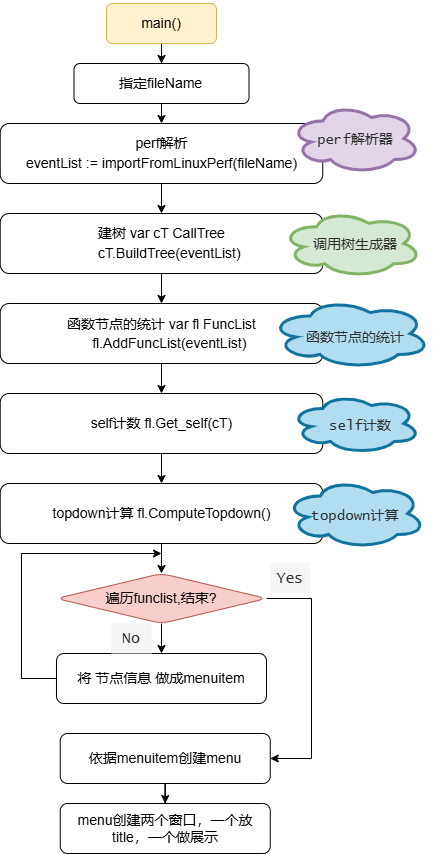 main()
指定fileName
perf解析
eventList := importFromLinuxPerf(fileName)
perf解析器
建树 var cT CallTree
cT.BuildTree(eventList)
调用树生成器
函数节点的统计 var fl FuncList
fl.AddFuncList(eventList)
函数节点的统计
self计数 fl.Get_self(cT)
self计数
topdown计算 fl.ComputeTopdown()
topdown计算
遍历funclist,结束?
Yes
No
将 节点信息 做成menuitem
依据menuitem创建menu
menu创建两个窗口，一个放
title，一个做展示